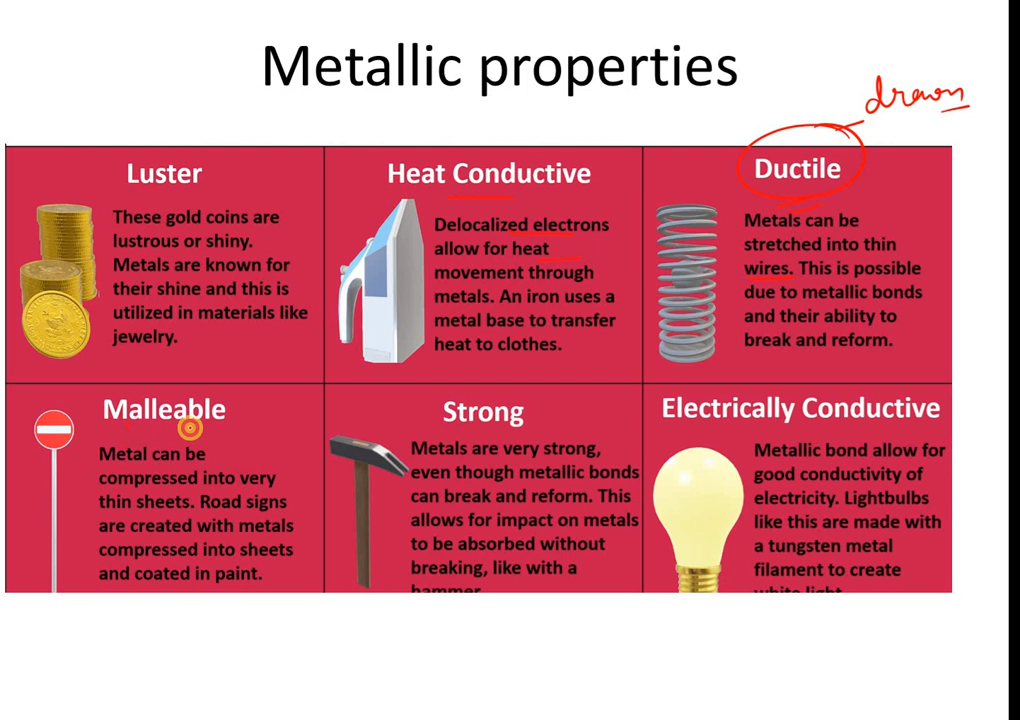 Metallic properties
drawn
Luster
These gold coins are
lustrous or shiny.
Metals are known for
their shine and this is
utilized in materials like
jewelry.
Heat Conductive
Delocalized electrons
allow for heat
movement through
metals. An iron uses a
metal base to transfer
heat to clothes.
Ductile
Metals can be
stretched into thin
wires. This is possible
due to metallic bonds
and their ability to
break and reform.
Malleable
Metal can be
compressed into very
thin sheets. Road signs
are created with metals
compressed into sheets
and coated in paint.
Strong
Metals are very strong,
even though metallic bonds
can break and reform. This
allows for impact on metals
to be absorbed without
breaking, like with a
hammer.
Electrically Conductive
Metallic bond allow for
good conductivity of
electricity. Lightbulbs
like this are made with
a tungsten metal
filament to create
white light.